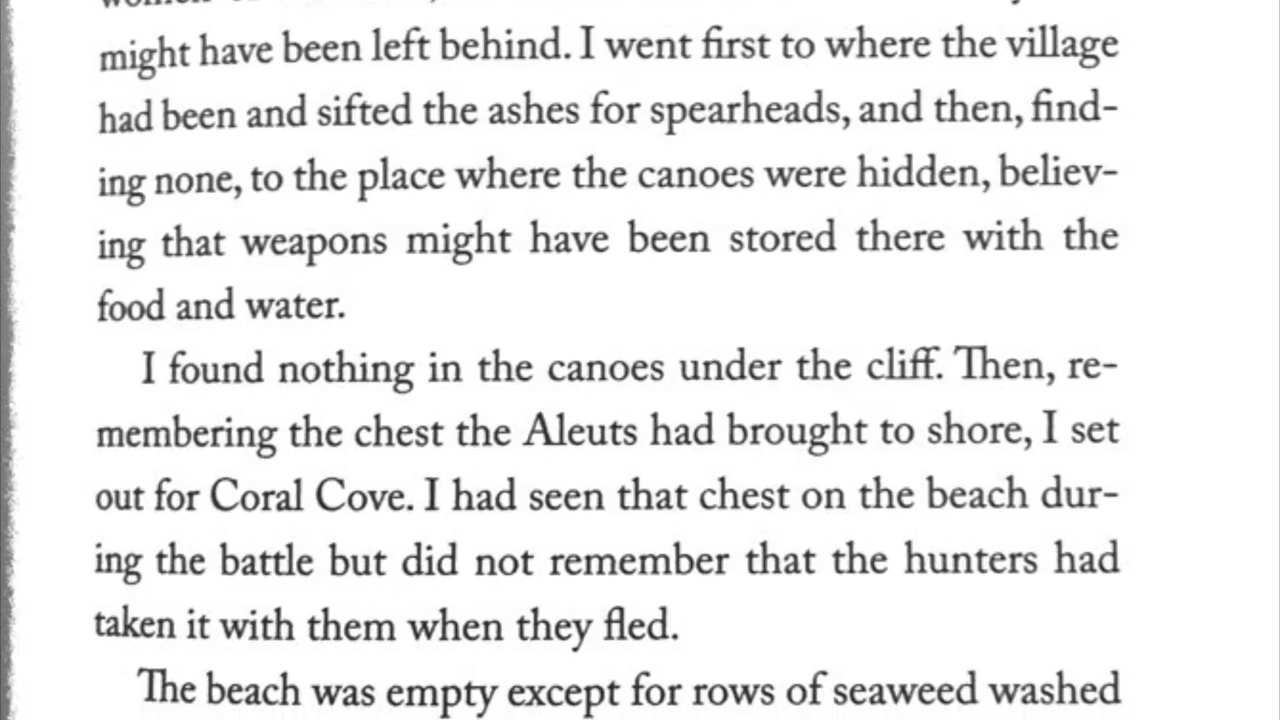 might have been left behind. I went first to where the village
had been and sifted the ashes for spearheads, and then, find-
ing none, to the place where the canoes were hidden, believ-
ing that weapons might have been stored there with the
food and water.
I found nothing in the canoes under the cliff. Then, re-
membering the chest the Aleuts had brought to shore, I set
out for Coral Cove. I had seen that chest on the beach dur-
ing the battle but did not remember that the hunters had
taken it with them when they fled.
The beach was empty except for rows of seaweed washed